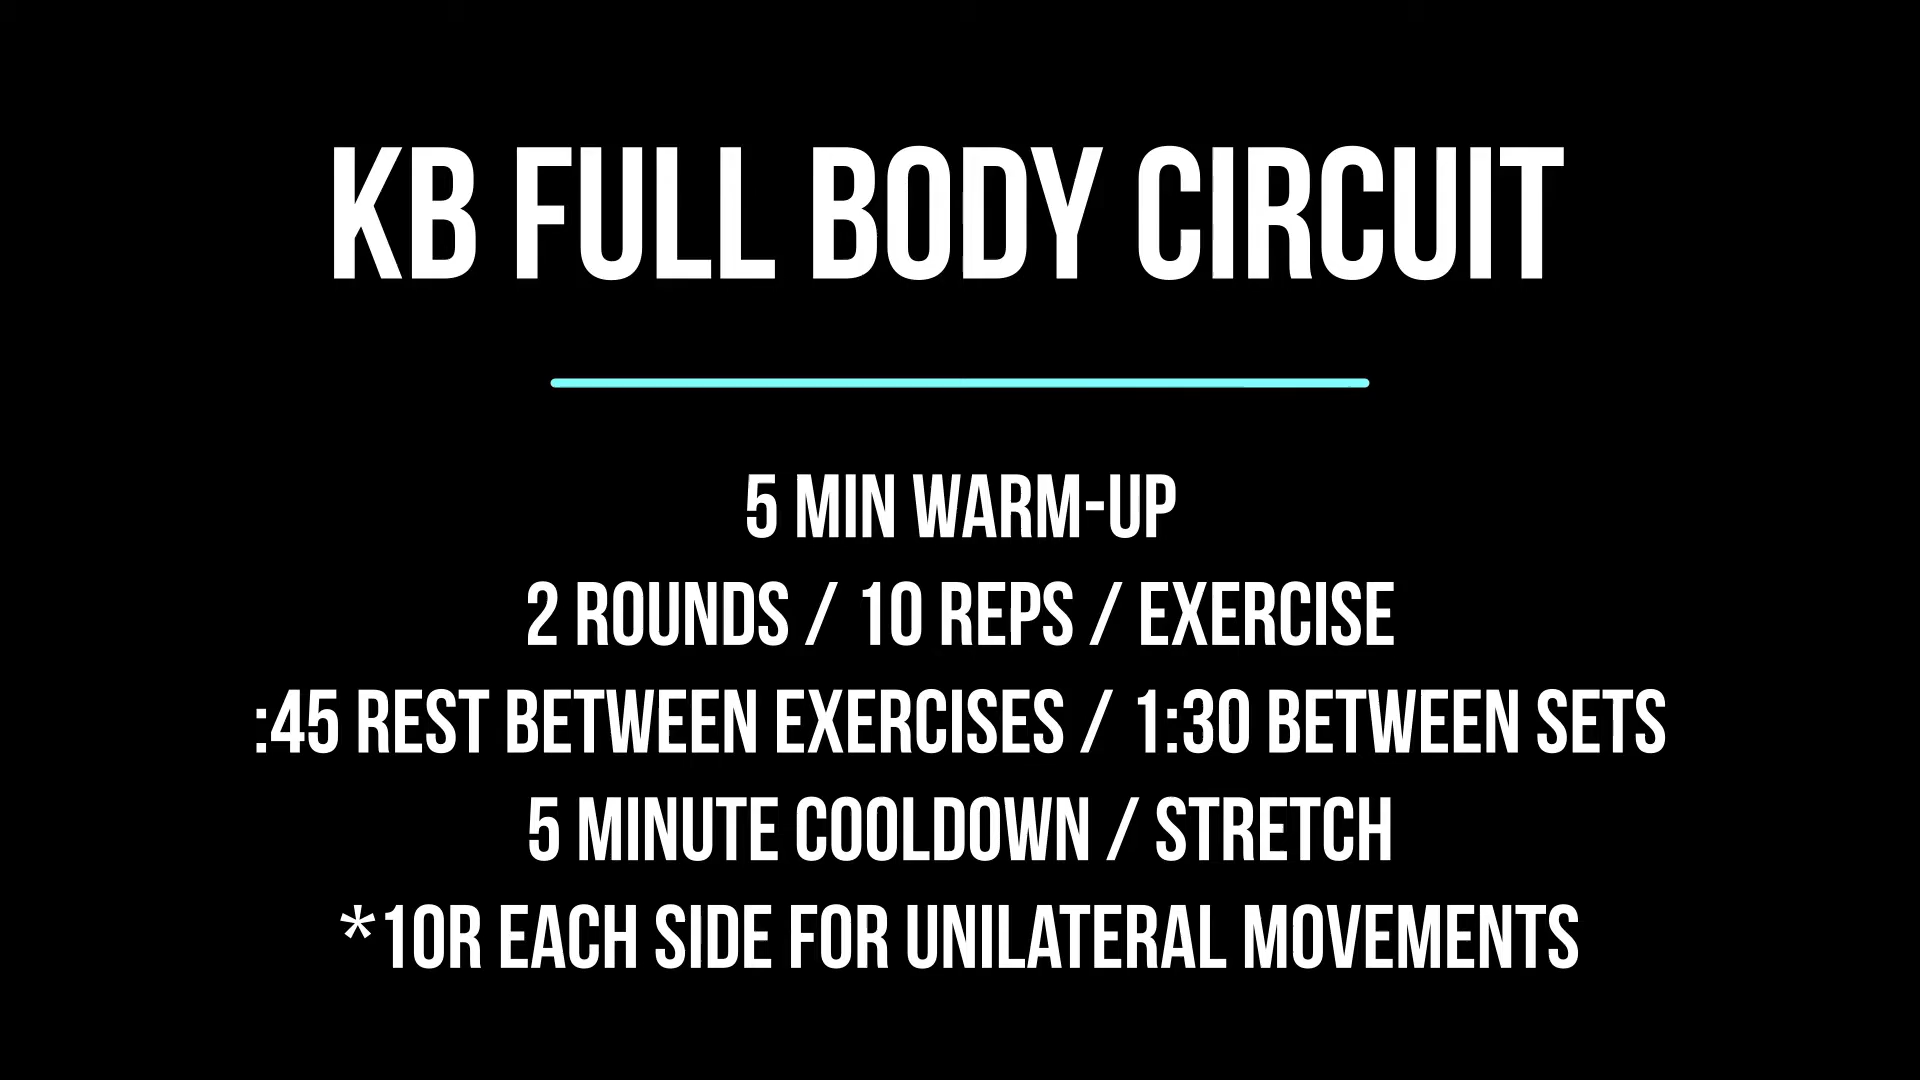 KB FULL BODY CIRCUIT
5 MIN WARM-UP
2 ROUNDS / 10 REPS / EXERCISE
:45 REST BETWEEN EXERCISES / 1:30 BETWEEN SETS
5 MINUTE COOLDOWN / STRETCH
*10R EACH SIDE FOR UNILATERAL MOVEMENTS